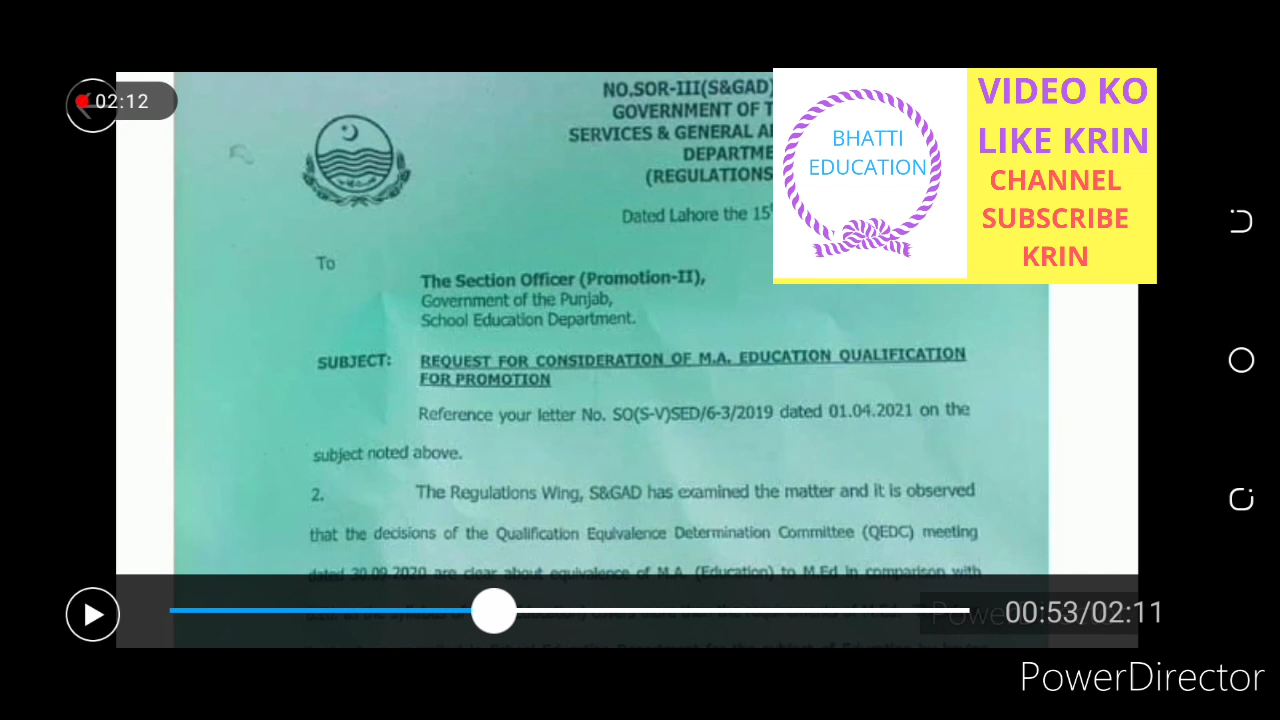 02:12
NO.SOR-III(S&GAD)
GOVERNMENT OF T
SERVICES & GENERAL A
DEPARTME
(REGULATIONS
Dated Lahore the 15
BHATTI
EDUCATION
VIDEO KO
LIKE KRIN
CHANNEL
SUBSCRIBE
KRIN
To
The Section Officer (Promotion-II),
Government of the Punjab,
School Education Department.
SUBJECT: REQUEST FOR CONSIDERATION OF M.A. EDUCATION QUALIFICATION
FOR PROMOTION
Reference your letter No. SO(S-V)SED/6-3/2019 dated 01.04.2021 on the
subject noted above.
2. The Regulations Wing, S&GAD has examined the matter and it is observed
that the decisions of the Qualification Equivalence Determination Committee (QEDC) meeting
dated 30.09.2020 are clear about equivalence of M.A. (Education) to M.Ed in comparison with
00:53/02:11
PowerDirector